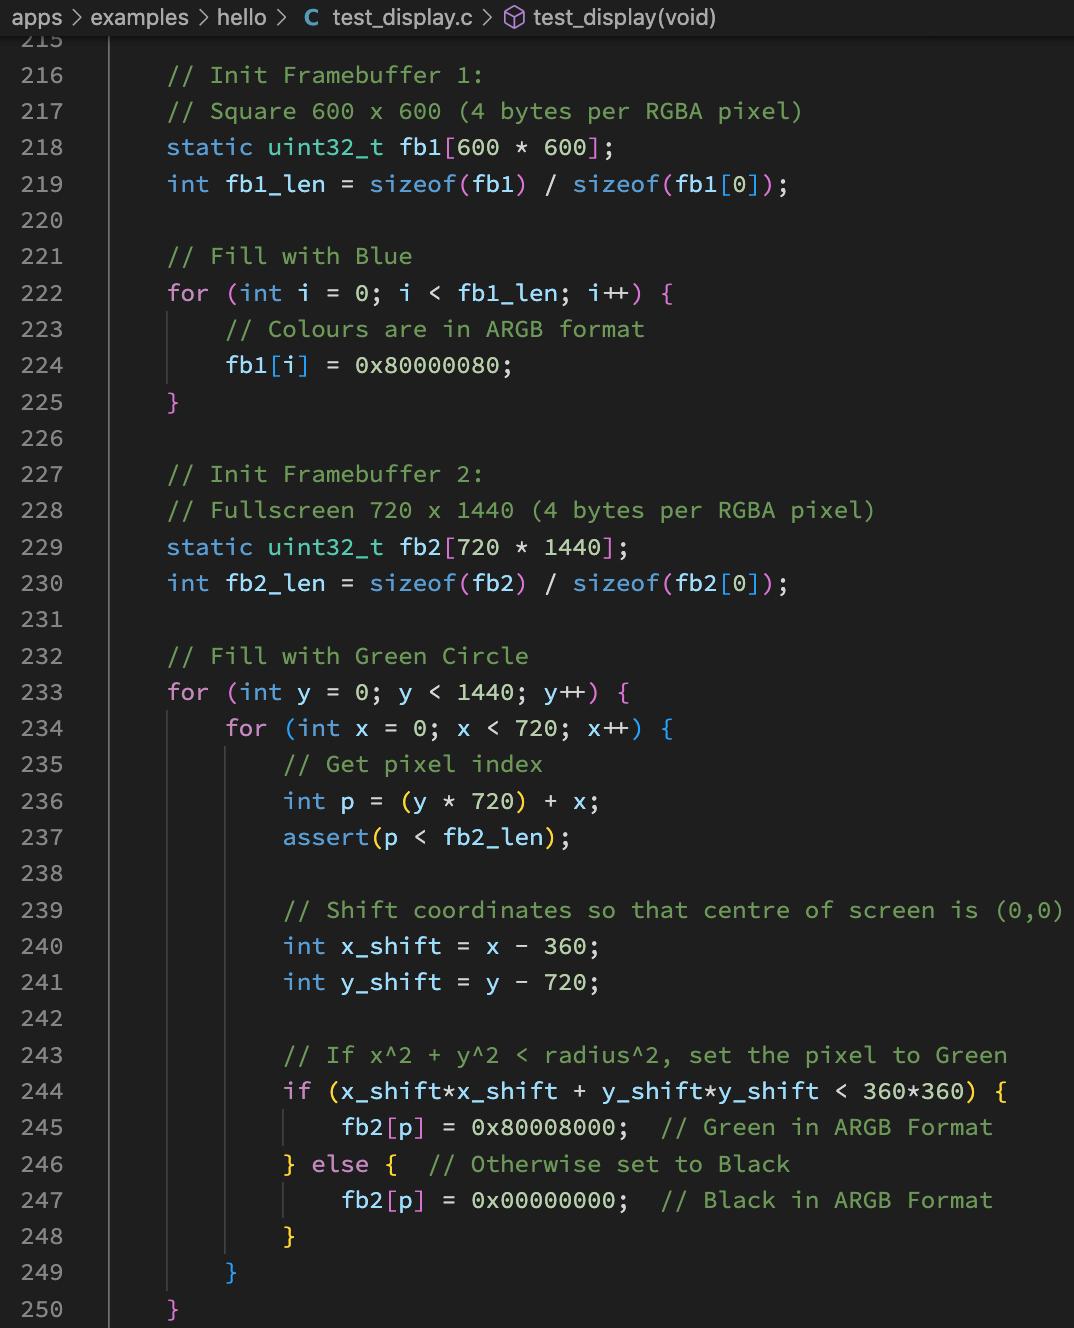 apps > examples > hello > C test_display.c > test_display(void)
215
216 // Init Framebuffer 1:
217 // Square 600 x 600 (4 bytes per RGBA pixel)
218 static uint32_t fb1[600 * 600];
219 int fb1_len = sizeof(fb1) / sizeof(fb1[0]);
220
221 // Fill with Blue
222 for (int i = 0; i < fb1_len; i++) {
223 // Colours are in ARGB format
224 fb1[i] = 0x80000080;
225 }
226
227 // Init Framebuffer 2:
228 // Fullscreen 720 x 1440 (4 bytes per RGBA pixel)
229 static uint32_t fb2[720 * 1440];
230 int fb2_len = sizeof(fb2) / sizeof(fb2[0]);
231
232 // Fill with Green Circle
233 for (int y = 0; y < 1440; y++) {
234 for (int x = 0; x < 720; x++) {
235 // Get pixel index
236 int p = (y * 720) + x;
237 assert(p < fb2_len);
238
239 // Shift coordinates so that centre of screen is (0,0)
240 int x_shift = x - 360;
241 int y_shift = y - 720;
242
243 // If x^2 + y^2 < radius^2, set the pixel to Green
244 if (x_shift*x_shift + y_shift*y_shift < 360*360) {
245 fb2[p] = 0x80008000;  // Green in ARGB Format
246 } else {  // Otherwise set to Black
247 fb2[p] = 0x00000000;  // Black in ARGB Format
248 }
249 }
250 }